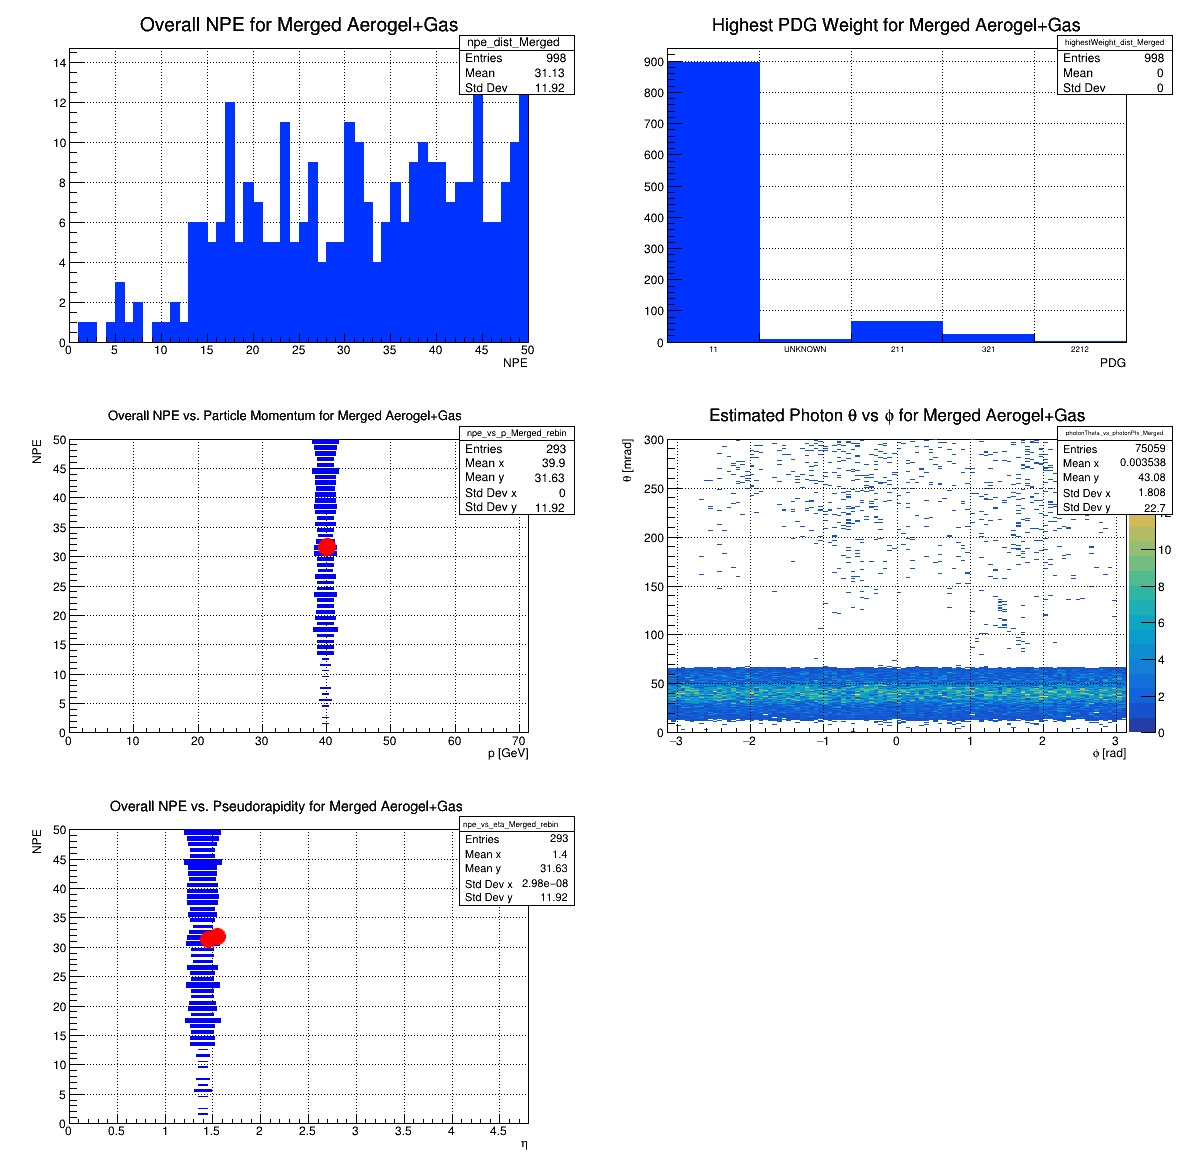 Overall NPE for Merged Aerogel+Gas
npe_dist_Merged
Entries 998
Mean 31.13
Std Dev 11.92
14
12
10
8
6
4
2
0
0 5 10 15 20 25 30 35 40 45 50
NPE
Highest PDG Weight for Merged Aerogel+Gas
highestWeight_dist_Merged
Entries 998
Mean 0
Std Dev 0
900
800
700
600
500
400
300
200
100
0
11 UNKNOWN 211 321 2212
PDG
Overall NPE vs. Particle Momentum for Merged Aerogel+Gas
npe_vs_p_Merged_rebin
Entries 293
Mean x 39.9
Mean y 31.63
Std Dev x 0
Std Dev y 11.92
NPE
50
45
40
35
30
25
20
15
10
5
0
0 10 20 30 40 50 60 70
p [GeV]
Estimated Photon θ vs ϕ for Merged Aerogel+Gas
photonTheta_vs_photonPhi_Merged
Entries 75059
Mean x 0.003538
Mean y 43.08
Std Dev x 1.808
Std Dev y 22.7
θ [mrad]
300
250
200
150
100
50
0
−3 −2 −1 0 1 2 3
ϕ [rad]
10
8
6
4
2
0
Overall NPE vs. Pseudorapidity for Merged Aerogel+Gas
npe_vs_eta_Merged_rebin
Entries 293
Mean x 1.4
Mean y 31.63
Std Dev x 2.98e−08
Std Dev y 11.92
NPE
50
45
40
35
30
25
20
15
10
5
0
0 0.5 1 1.5 2 2.5 3 3.5 4 4.5
η